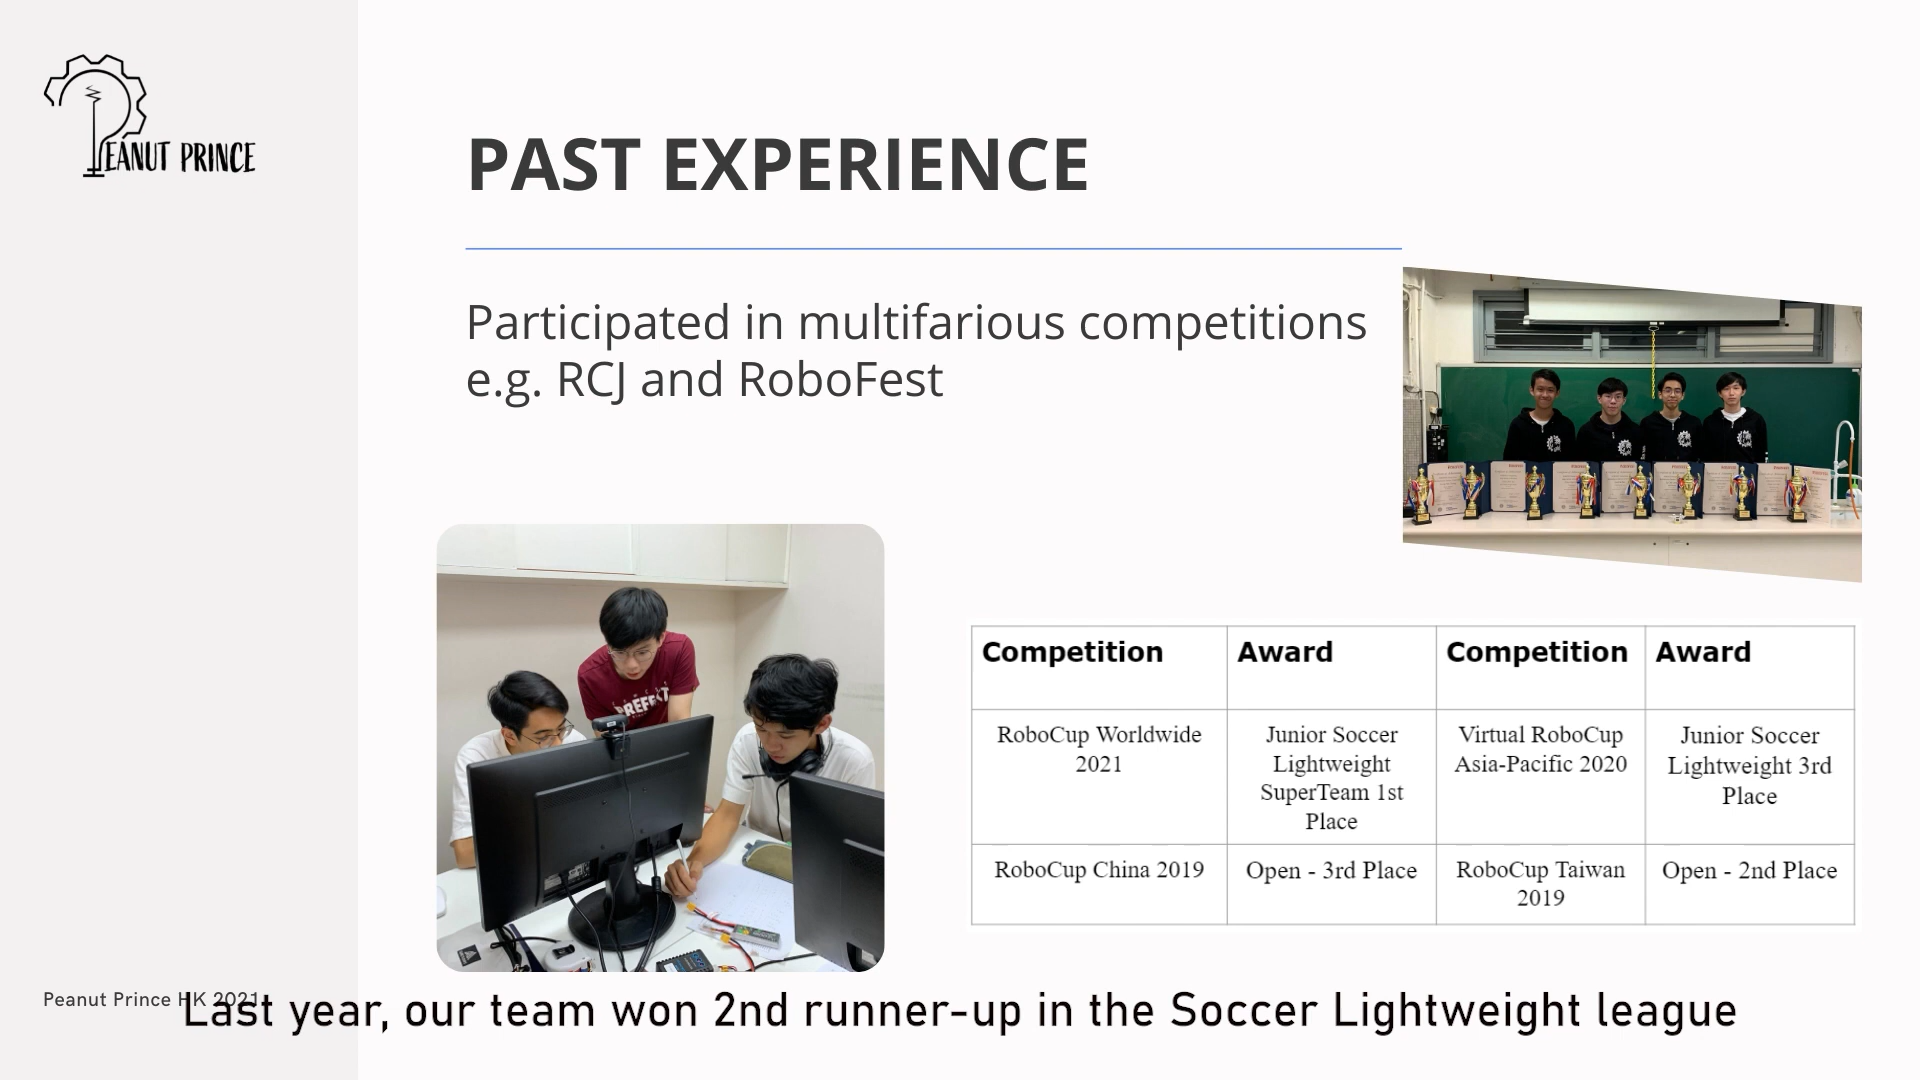 PEANUT PRINCE
PAST EXPERIENCE
Participated in multifarious competitions
e.g. RCJ and RoboFest
PREFECT
Competition
Award
Competition
Award
RoboCup Worldwide
2021
Junior Soccer
Lightweight
SuperTeam 1st
Place
Virtual RoboCup
Asia-Pacific 2020
Junior Soccer
Lightweight 3rd
Place
RoboCup China 2019
Open - 3rd Place
RoboCup Taiwan
2019
Open - 2nd Place
Peanut Prince HK 2021
Last year, our team won 2nd runner-up in the Soccer Lightweight league